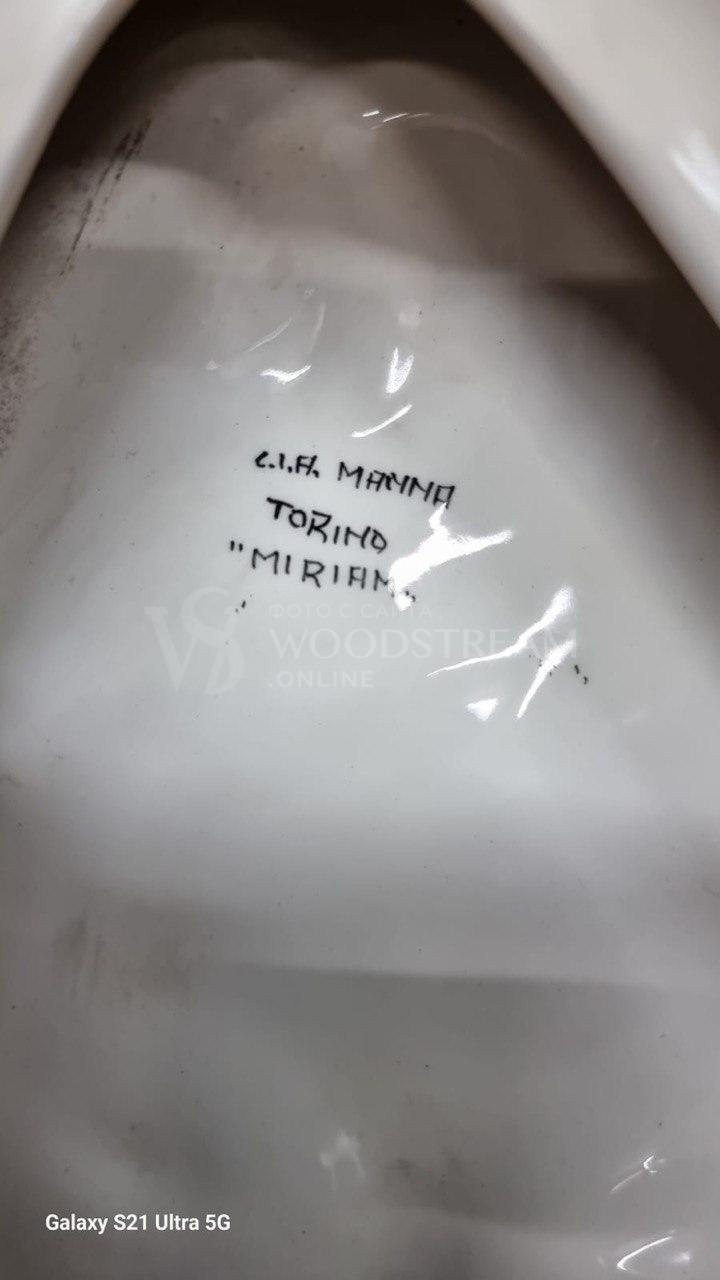 C.I.A. MANNA
TORINO
"MIRIAM"
ФОТО С САЙТА
WOODSTREAM
.ONLINE
Galaxy S21 Ultra 5G